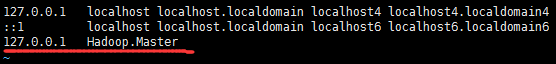 127.0.0.1   localhost localhost.localdomain localhost4 localhost4.localdomain4
::1         localhost localhost.localdomain localhost6 localhost6.localdomain6
127.0.0.1   Hadoop.Master
~